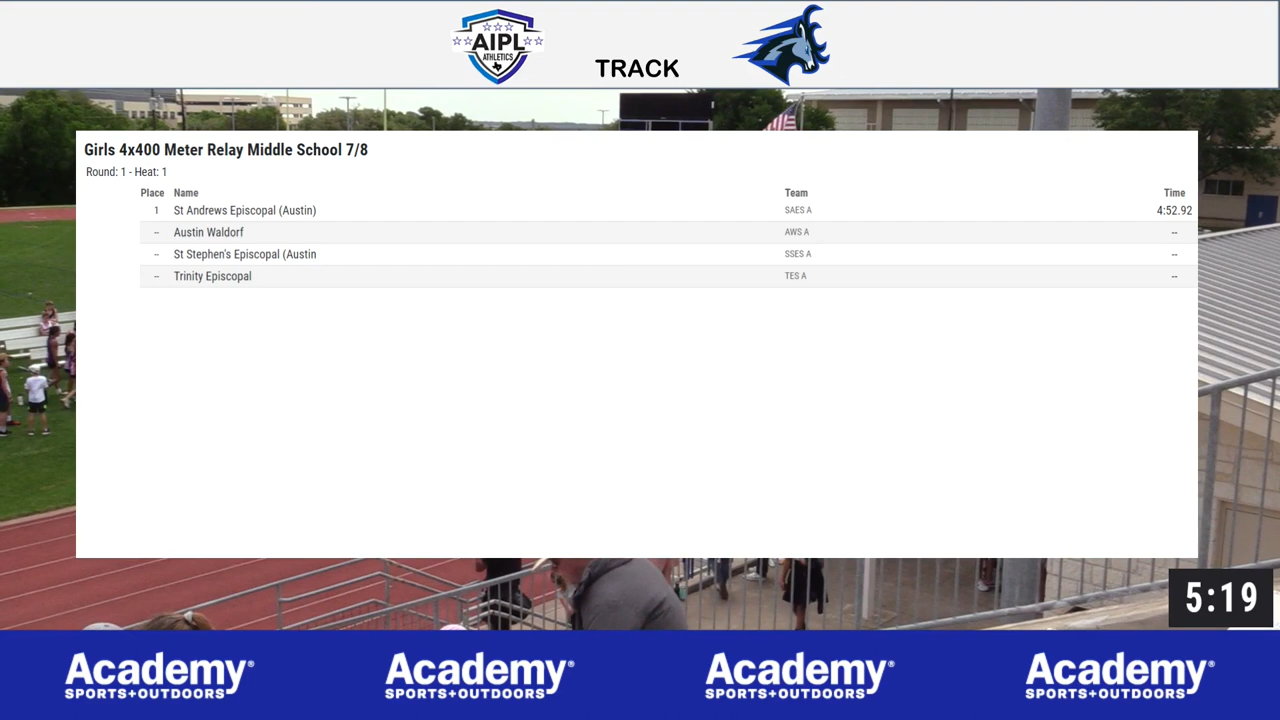 AIPL
ATHLETICS
TRACK
Girls 4x400 Meter Relay Middle School 7/8
Round: 1 - Heat: 1
Place Name Team Time
1 St Andrews Episcopal (Austin) SAES A 4:52.92
-- Austin Waldorf AWS A --
-- St Stephen's Episcopal (Austin SSES A --
-- Trinity Episcopal TES A --
5:19
Academy® Academy® Academy® Academy®
SPORTS+OUTDOORS SPORTS+OUTDOORS SPORTS+OUTDOORS SPORTS+OUTDOORS